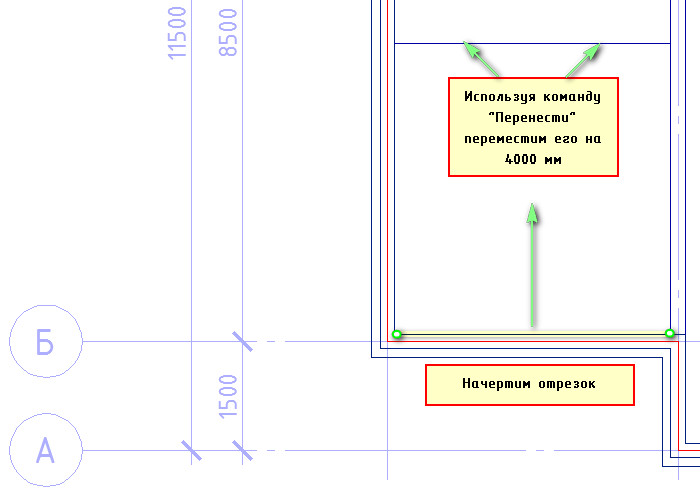 11500
8500
Используя команду
"Перенести"
переместим его на
4000 мм
Б
1500
Начертим отрезок
А